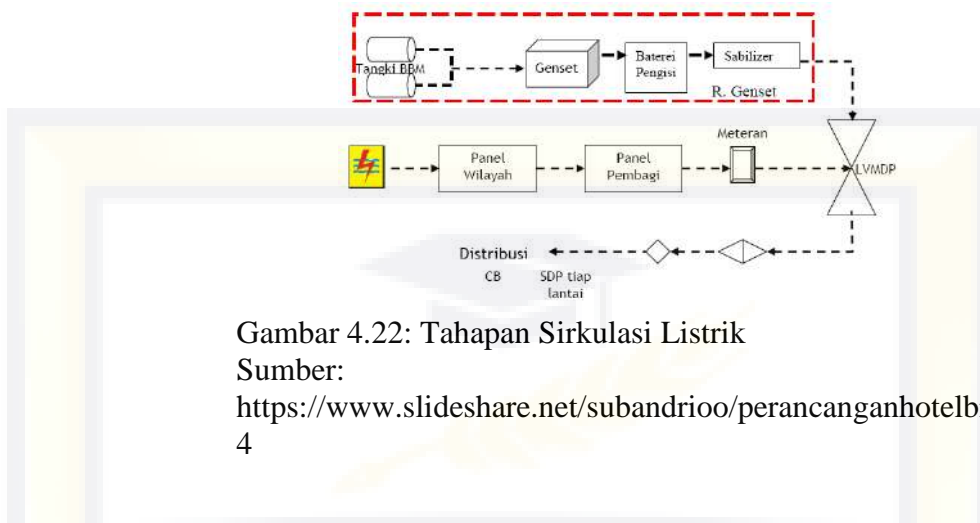 Tangki BBM
Genset
Baterei
Pengisi
Sabilizer
R. Genset
Meteran
Panel
Wilayah
Panel
Pembagi
LVMDP
Distribusi
CB
SDP tiap
lantai
Gambar 4.22: Tahapan Sirkulasi Listrik
Sumber:
https://www.slideshare.net/subandrioo/perancanganhotelb
4